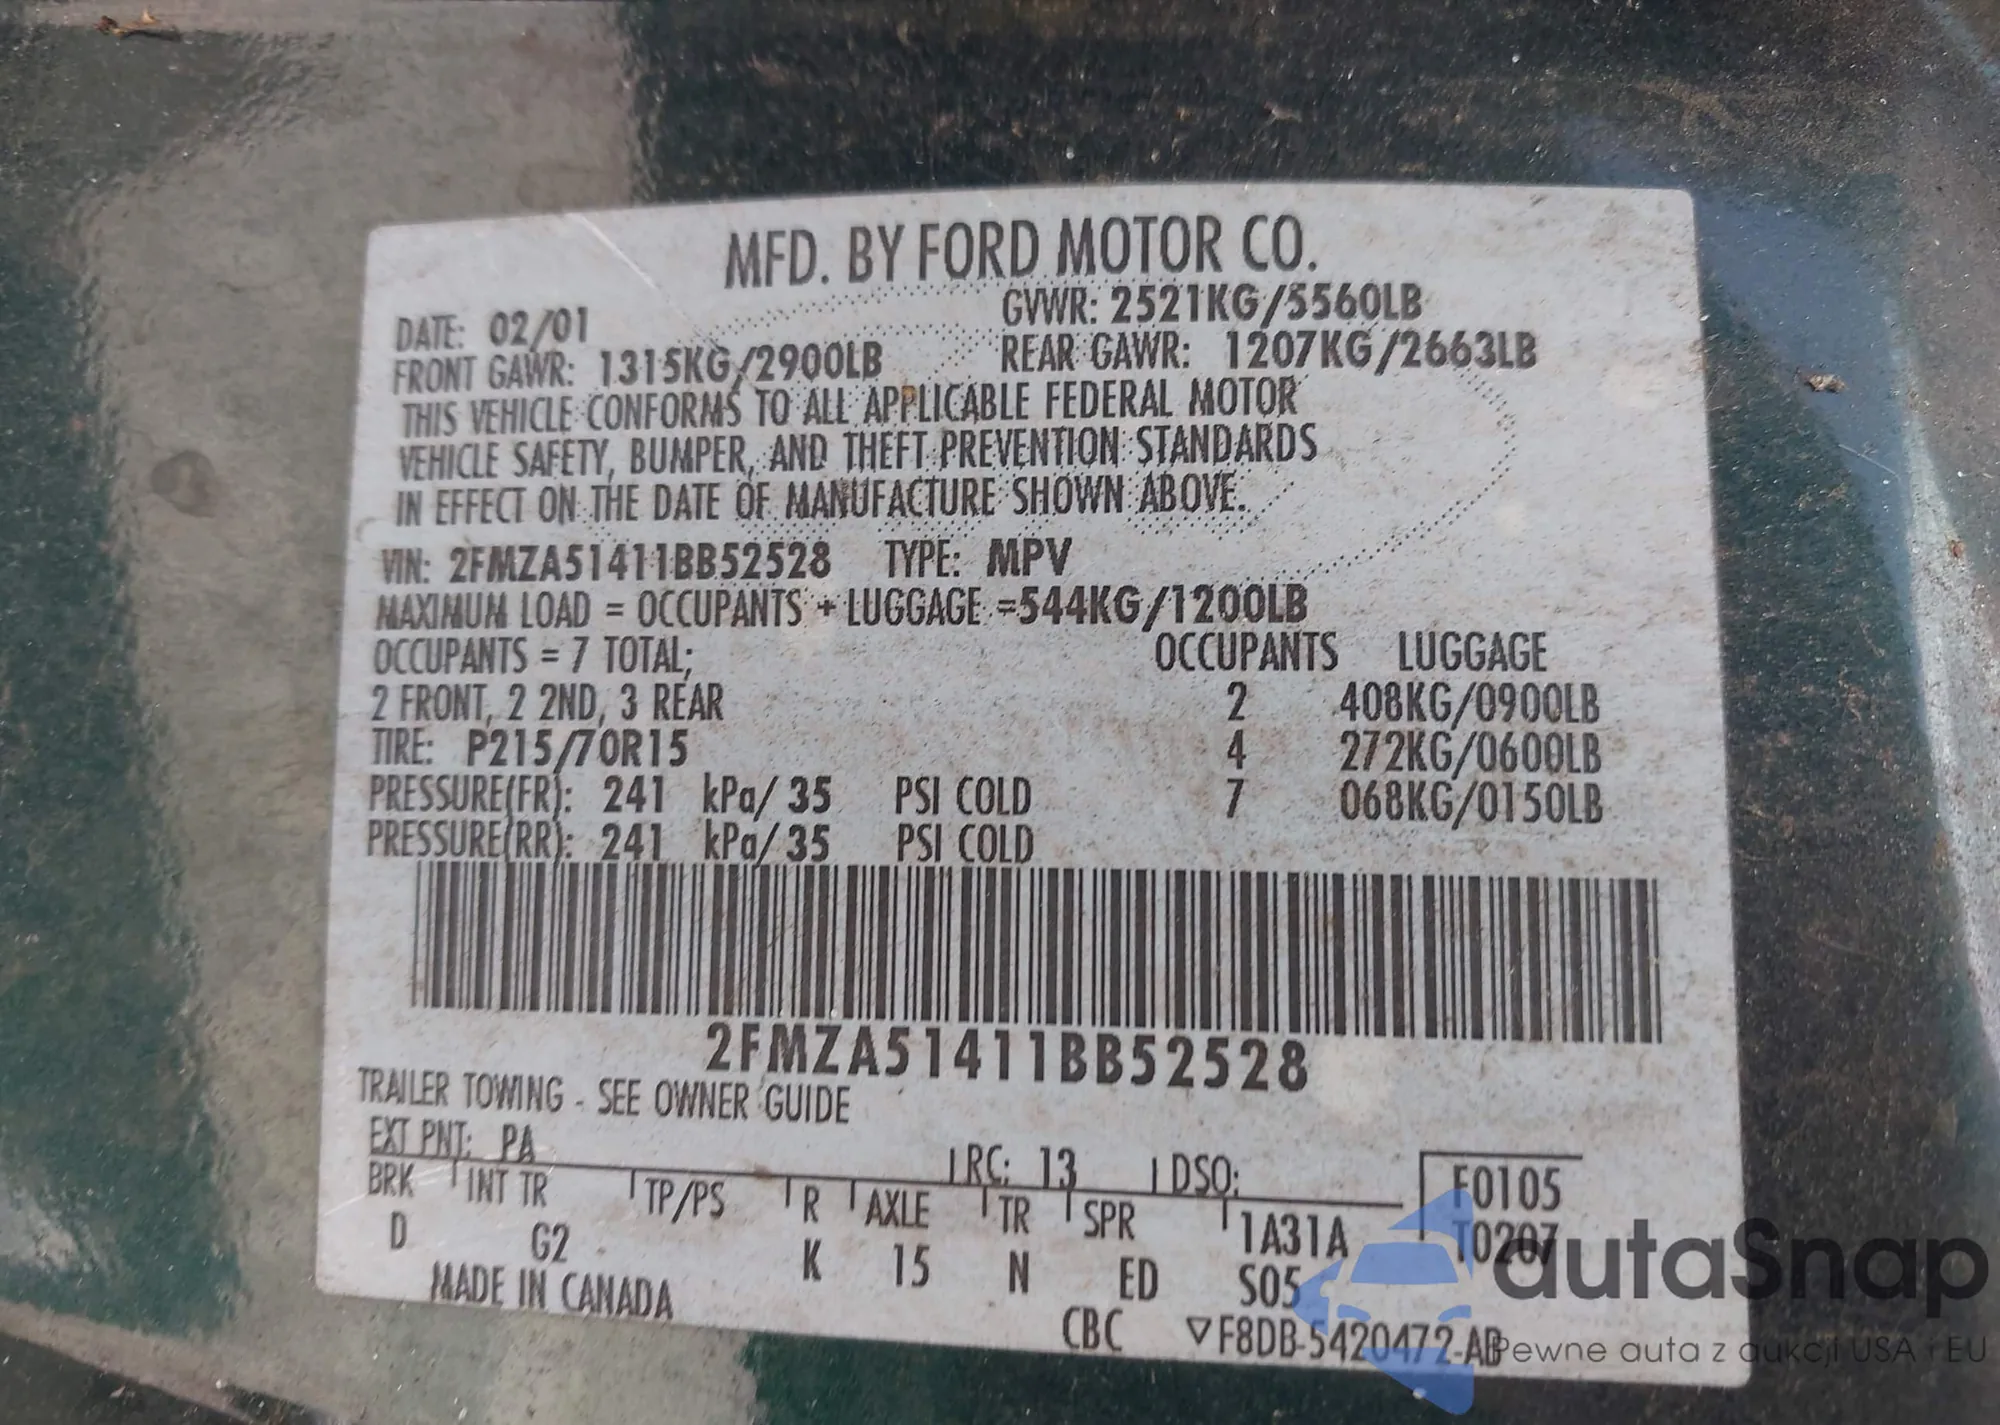 MFD. BY FORD MOTOR CO.
DATE: 02/01 GVWR: 2521KG/5560LB
FRONT GAWR: 1315KG/2900LB REAR GAWR: 1207KG/2663LB
THIS VEHICLE CONFORMS TO ALL APPLICABLE FEDERAL MOTOR
VEHICLE SAFETY, BUMPER, AND THEFT PREVENTION STANDARDS
IN EFFECT ON THE DATE OF MANUFACTURE SHOWN ABOVE.
VIN: 2FMZA51411BB52528 TYPE: MPV
MAXIMUM LOAD = OCCUPANTS + LUGGAGE =544KG/1200LB
OCCUPANTS = 7 TOTAL; OCCUPANTS LUGGAGE
2 FRONT, 2 2ND, 3 REAR 2 408KG/0900LB
TIRE: P215/70R15 4 272KG/0600LB
PRESSURE(FR): 241 kPa/ 35 PSI COLD 7 068KG/0150LB
PRESSURE(RR): 241 kPa/ 35 PSI COLD
2FMZA51411BB52528
TRAILER TOWING - SEE OWNER GUIDE
EXT PNT: PA RC: 13 DSO: F0105
BRK INT TR TP/PS R AXLE TR SPR 1A31A T0207
D G2 K 15 N ED S05
MADE IN CANADA CBC ▽F8DB-5420472-AB
autaSnap
Pewne auta z aukcji USA i EU